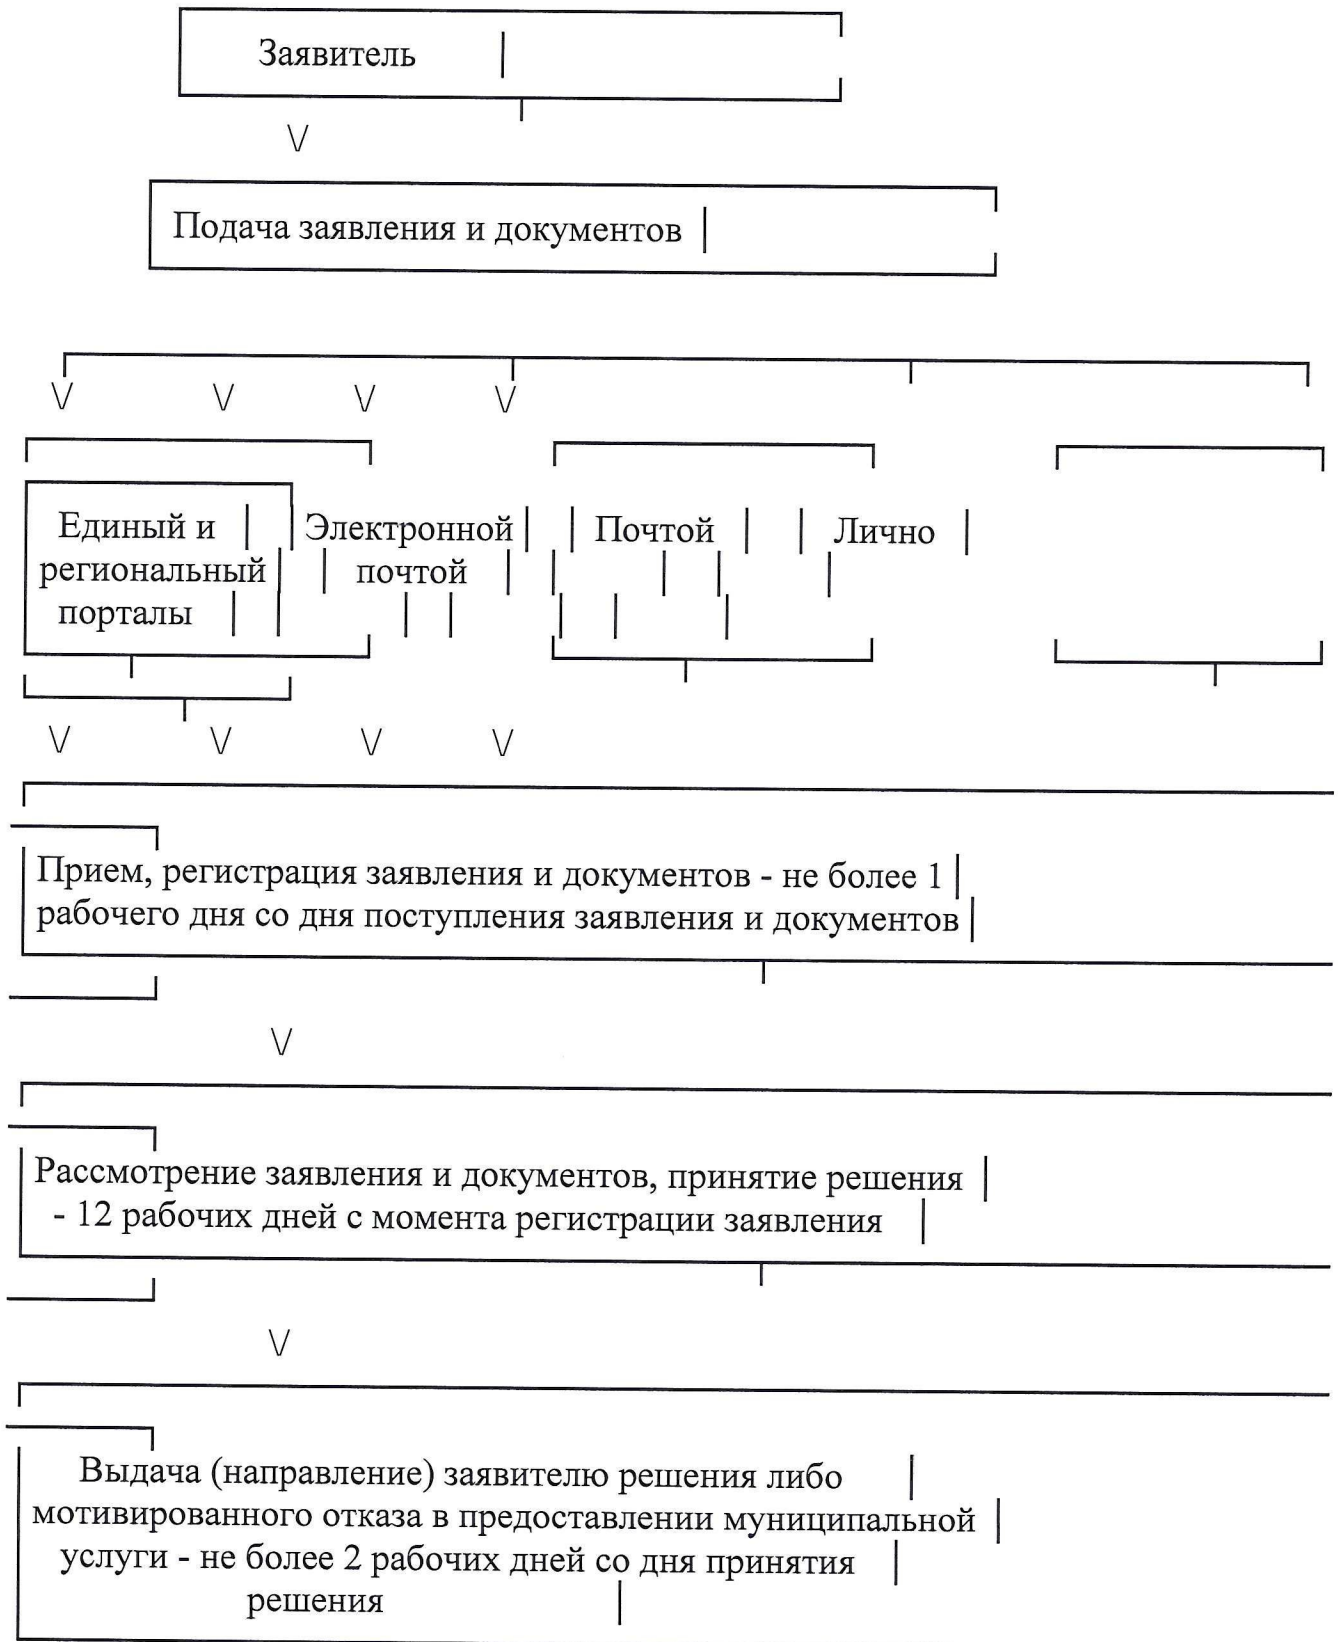 Заявитель
Подача заявления и документов
Единый и Электронной Почтой Лично
региональный почтой
порталы
Прием, регистрация заявления и документов - не более 1
рабочего дня со дня поступления заявления и документов
Рассмотрение заявления и документов, принятие решения
- 12 рабочих дней с момента регистрации заявления
Выдача (направление) заявителю решения либо
мотивированного отказа в предоставлении муниципальной
услуги - не более 2 рабочих дней со дня принятия
решения